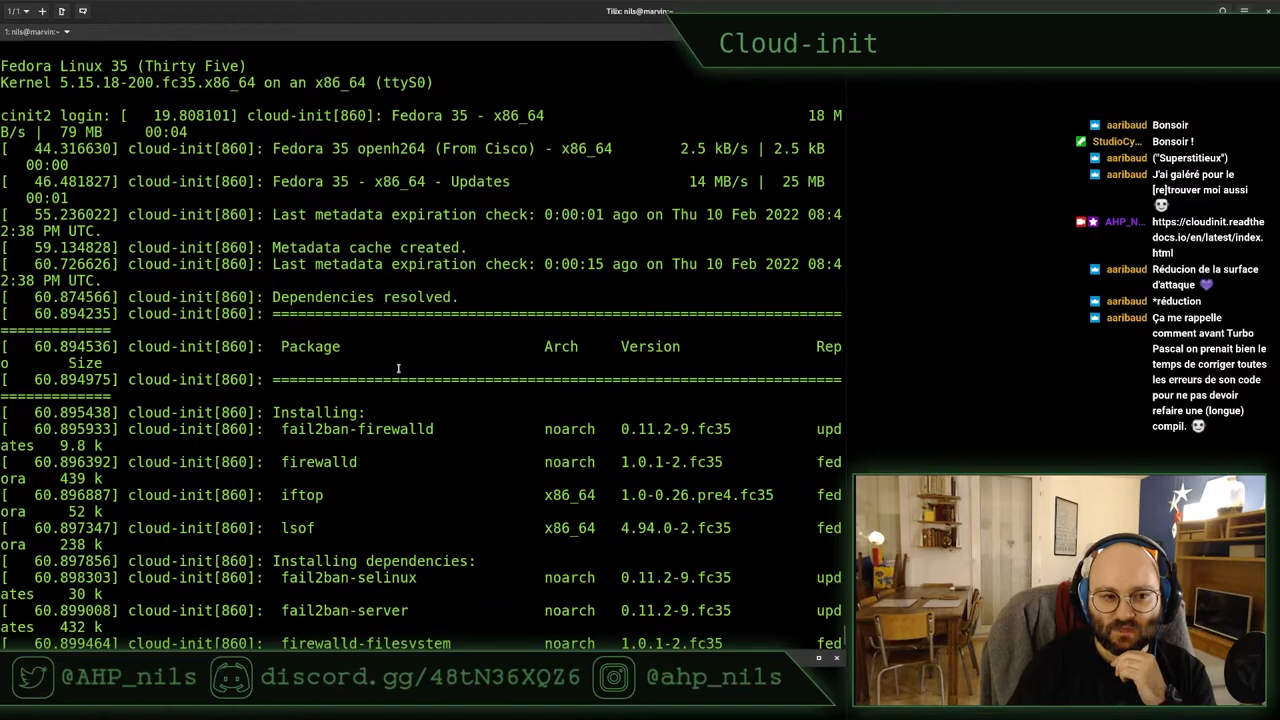 1/1
Tilix: nils@marvin:~
1: nils@marvin:~
Cloud-init
Fedora Linux 35 (Thirty Five)
Kernel 5.15.18-200.fc35.x86_64 on an x86_64 (ttyS0)
cinit2 login: [   19.808101] cloud-init[860]: Fedora 35 - x86_64                               18 M
B/s |  79 MB     00:04
[   44.316630] cloud-init[860]: Fedora 35 openh264 (From Cisco) - x86_64        2.5 kB/s | 2.5 kB
   00:00
[   46.481827] cloud-init[860]: Fedora 35 - x86_64 - Updates                     14 MB/s |  25 MB
   00:01
[   55.236022] cloud-init[860]: Last metadata expiration check: 0:00:01 ago on Thu 10 Feb 2022 08:4
2:38 PM UTC.
[   59.134828] cloud-init[860]: Metadata cache created.
[   60.726626] cloud-init[860]: Last metadata expiration check: 0:00:15 ago on Thu 10 Feb 2022 08:4
2:38 PM UTC.
[   60.874566] cloud-init[860]: Dependencies resolved.
[   60.894235] cloud-init[860]: ===================================================================
=============
[   60.894536] cloud-init[860]:  Package                        Arch     Version                Rep
o       Size
[   60.894975] cloud-init[860]: ===================================================================
=============
[   60.895438] cloud-init[860]: Installing:
[   60.895933] cloud-init[860]:  fail2ban-firewalld             noarch   0.11.2-9.fc35          upd
ates   9.8 k
[   60.896392] cloud-init[860]:  firewalld                      noarch   1.0.1-2.fc35           fed
ora    439 k
[   60.896887] cloud-init[860]:  iftop                          x86_64   1.0-0.26.pre4.fc35     fed
ora     52 k
[   60.897347] cloud-init[860]:  lsof                           x86_64   4.94.0-2.fc35          fed
ora    238 k
[   60.897856] cloud-init[860]: Installing dependencies:
[   60.898303] cloud-init[860]:  fail2ban-selinux               noarch   0.11.2-9.fc35          upd
ates    30 k
[   60.899008] cloud-init[860]:  fail2ban-server                noarch   0.11.2-9.fc35          upd
ates   432 k
[   60.899464] cloud-init[860]:  firewalld-filesystem           noarch   1.0.1-2.fc35           fed
aaribaud Bonsoir
StudioCy... Bonsoir !
aaribaud ("Superstitieux")
aaribaud J'ai galéré pour le
[re]trouver moi aussi
AHP_N... https://cloudinit.readthe
docs.io/en/latest/index.
html
aaribaud Réducion de la surface
d'attaque
aaribaud *réduction
aaribaud Ça me rappelle
comment avant Turbo
Pascal on prenait bien le
temps de corriger toutes
les erreurs de son code
pour ne pas devoir
refaire une (longue)
compil.
@AHP_nils
discord.gg/48tN36XQZ6
@ahp_nils